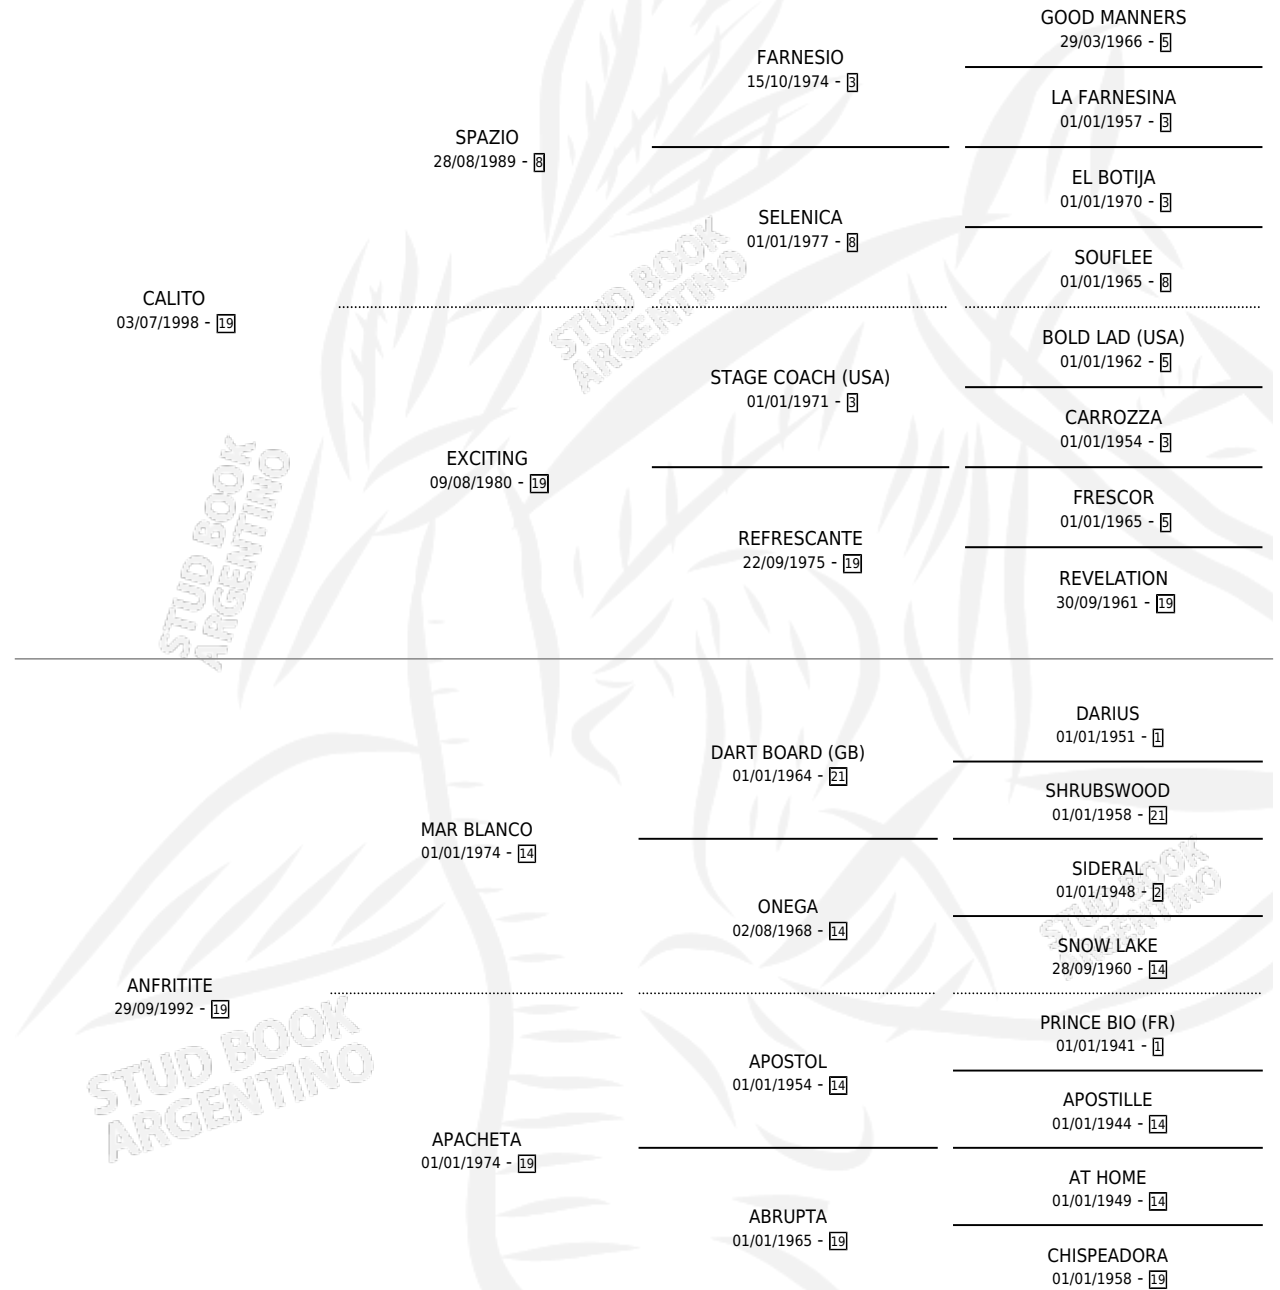 GOOD MANNERS
29/03/1966 - 5
FARNESIO
15/10/1974 - 3
LA FARNESINA
01/01/1957 - 3
SPAZIO
28/08/1989 - 8
EL BOTIJA
01/01/1970 - 3
SELENICA
01/01/1977 - 8
SOUFLEE
01/01/1965 - 8
CALITO
03/07/1998 - 19
BOLD LAD (USA)
01/01/1962 - 5
STAGE COACH (USA)
01/01/1971 - 3
CARROZZA
01/01/1954 - 3
EXCITING
09/08/1980 - 19
FRESCOR
01/01/1965 - 5
REFRESCANTE
22/09/1975 - 19
REVELATION
30/09/1961 - 19
DARIUS
01/01/1951 - 1
DART BOARD (GB)
01/01/1964 - 21
SHRUBSWOOD
01/01/1958 - 21
MAR BLANCO
01/01/1974 - 14
SIDERAL
01/01/1948 - 2
ONEGA
02/08/1968 - 14
SNOW LAKE
28/09/1960 - 14
ANFRITITE
29/09/1992 - 19
PRINCE BIO (FR)
01/01/1941 - 1
APOSTOL
01/01/1954 - 14
APOSTILLE
01/01/1944 - 14
APACHETA
01/01/1974 - 19
AT HOME
01/01/1949 - 14
ABRUPTA
01/01/1965 - 19
CHISPEADORA
01/01/1958 - 19
STUD BOOK
ARGENTINO
STUD BOOK
ARGENTINO
STUD BOOK
ARGENTINO
STUD BOOK
ARGENTINO